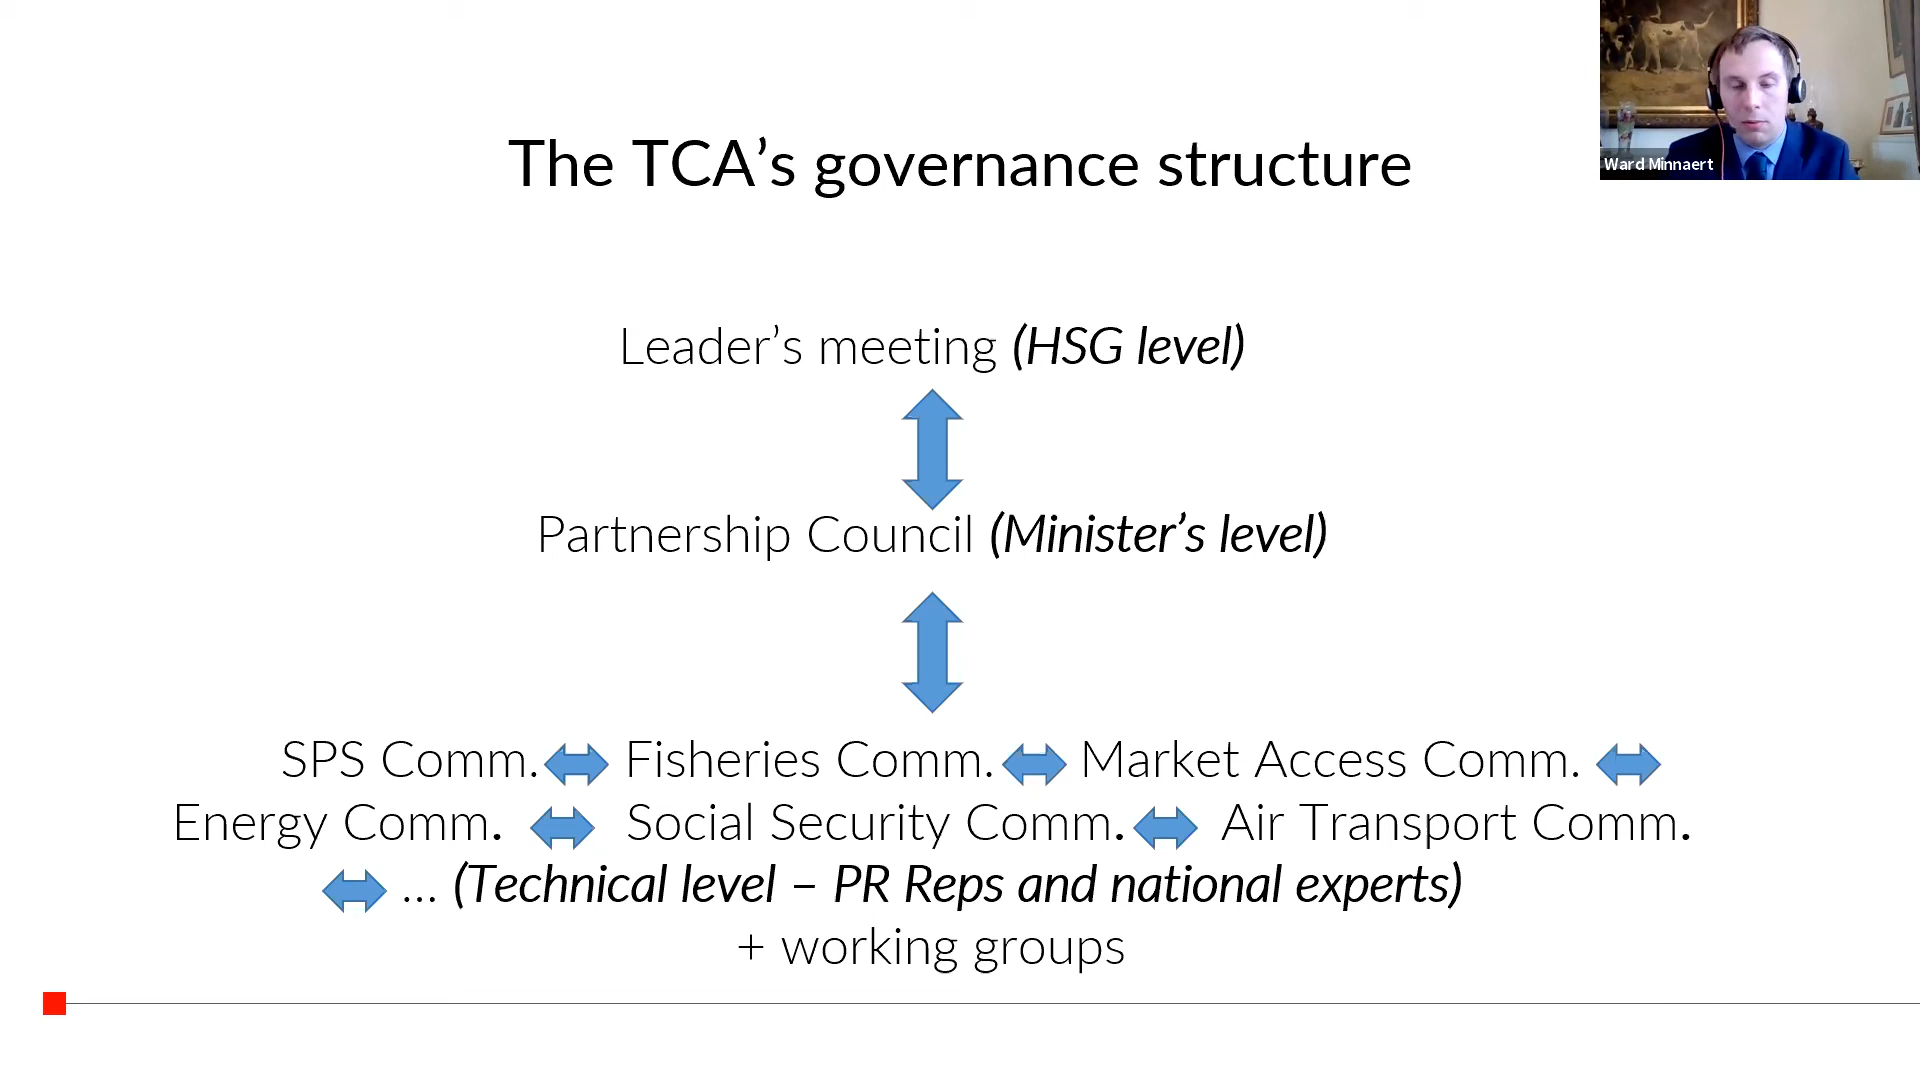 The TCA’s governance structure
Ward Minnaert
Leader’s meeting (HSG level)
Partnership Council (Minister’s level)
SPS Comm. Fisheries Comm. Market Access Comm.
Energy Comm. Social Security Comm. Air Transport Comm.
... (Technical level – PR Reps and national experts)
+ working groups